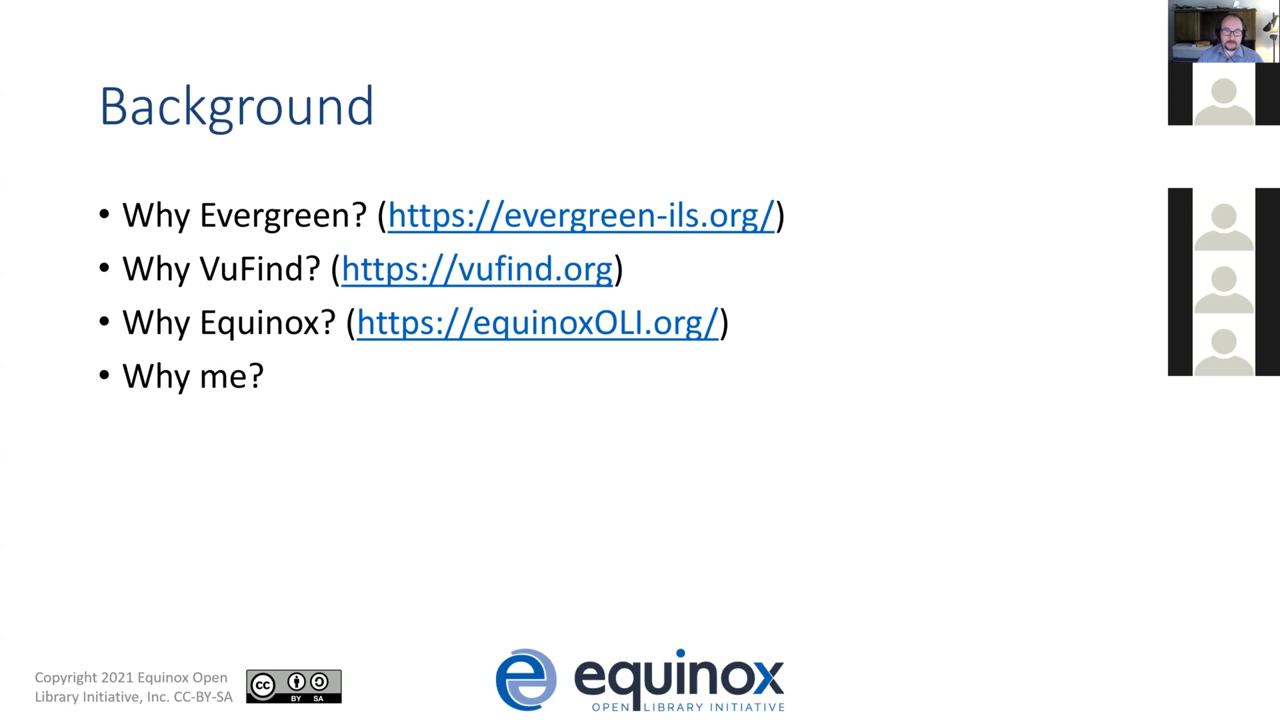 Background
• Why Evergreen? (https://evergreen-ils.org/)
• Why VuFind? (https://vufind.org)
• Why Equinox? (https://equinoxOLI.org/)
• Why me?
Copyright 2021 Equinox Open
Library Initiative, Inc. CC-BY-SA
cc
BY SA
equinox
OPEN LIBRARY INITIATIVE